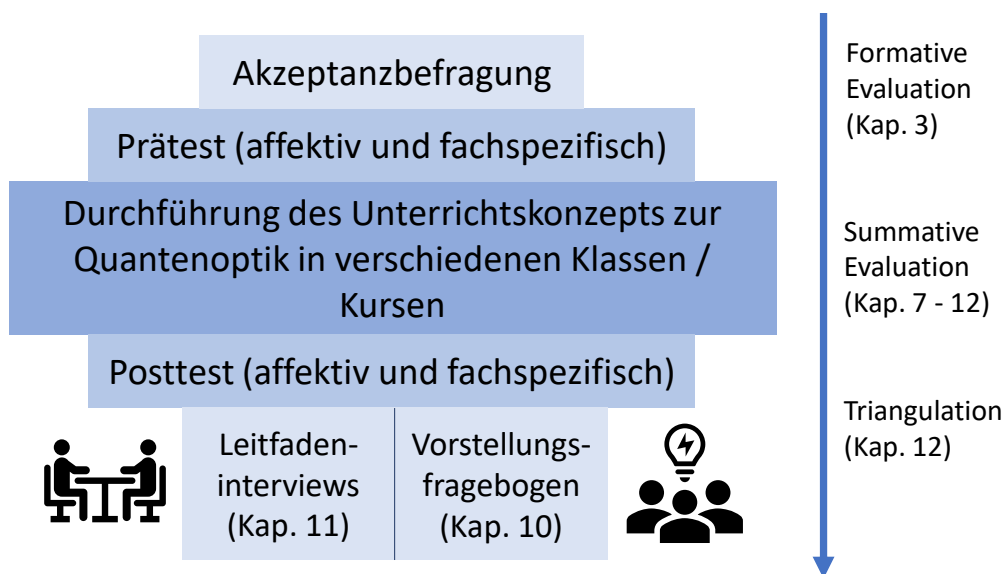 Akzeptanzbefragung
Prätest (affektiv und fachspezifisch)
Durchführung des Unterrichtskonzepts zur
Quantenoptik in verschiedenen Klassen /
Kursen
Posttest (affektiv und fachspezifisch)
Leitfaden-
interviews
(Kap. 11)
Vorstellungs-
fragebogen
(Kap. 10)
Formative
Evaluation
(Kap. 3)
Summative
Evaluation
(Kap. 7 - 12)
Triangulation
(Kap. 12)